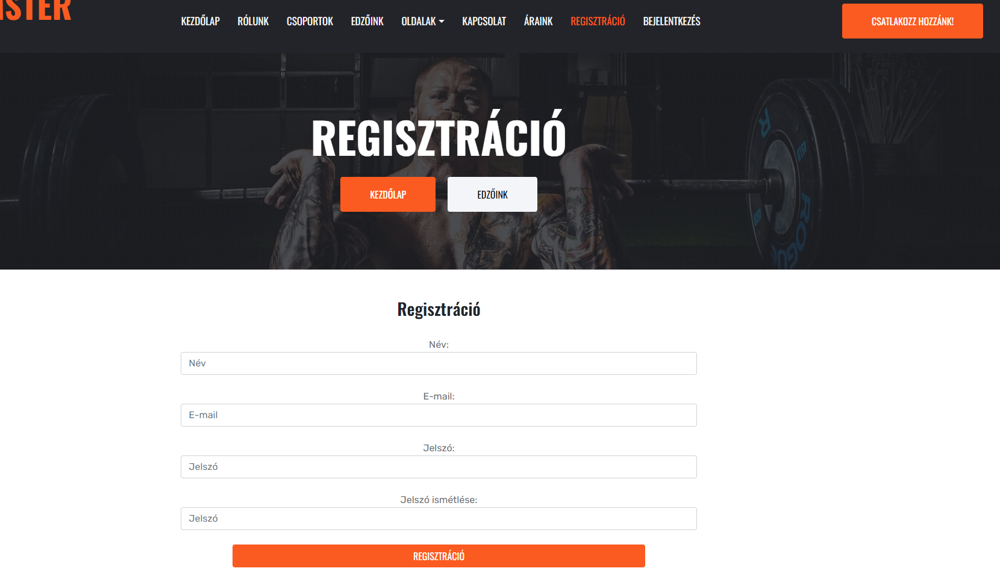 ISTER
KEZDŐLAP RÓLUNK CSOPORTOK EDZŐINK OLDALAK KAPCSOLAT ÁRAINK REGISZTRÁCIÓ BEJELENTKEZÉS CSATLAKOZZ HOZZÁNK!
REGISZTRÁCIÓ
KEZDŐLAP EDZŐINK
Regisztráció
Név:
Név
E-mail:
E-mail
Jelszó:
Jelszó
Jelszó ismétlése:
Jelszó
REGISZTRÁCIÓ